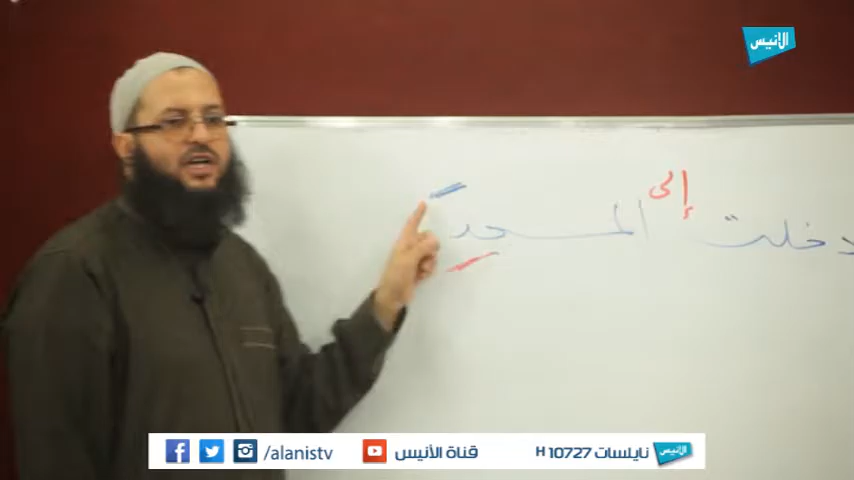 الأنيس
إلى
دخلت المسجد
/alanistv
قناة الأنيس
نايلسات H 10727
الأنيس